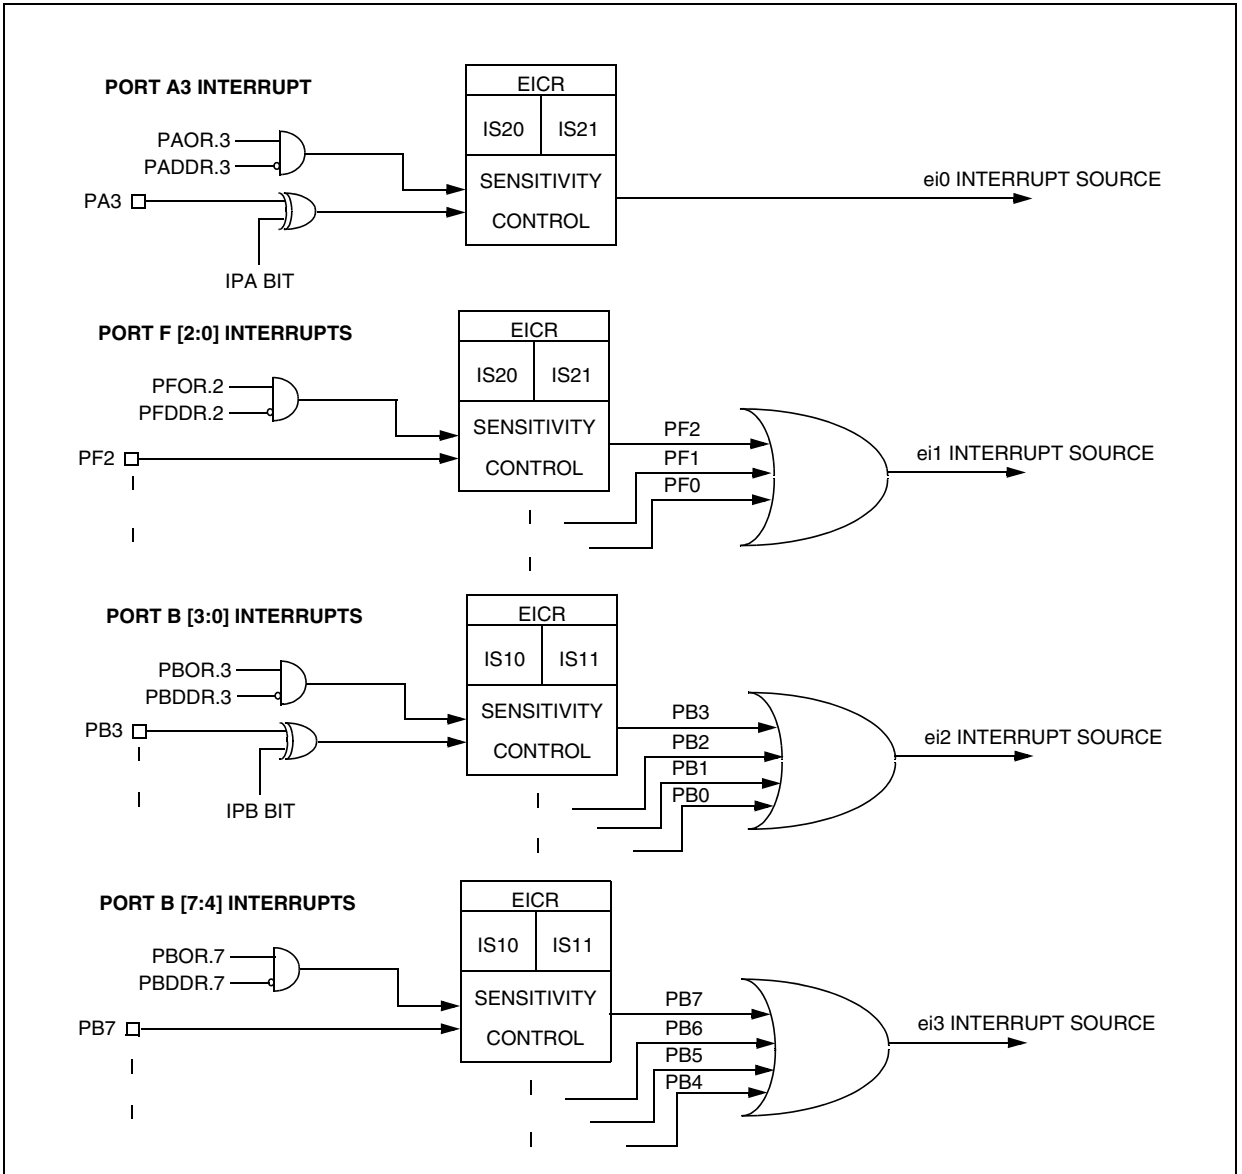 PORT A3 INTERRUPT
EICR
IS20 IS21
PAOR.3
PADDR.3
SENSITIVITY
CONTROL
PA3
IPA BIT
ei0 INTERRUPT SOURCE
PORT F [2:0] INTERRUPTS
EICR
IS20 IS21
PFOR.2
PFDDR.2
SENSITIVITY
CONTROL
PF2
PF2
PF1
PF0
ei1 INTERRUPT SOURCE
PORT B [3:0] INTERRUPTS
EICR
IS10 IS11
PBOR.3
PBDDR.3
SENSITIVITY
CONTROL
PB3
IPB BIT
PB3
PB2
PB1
PB0
ei2 INTERRUPT SOURCE
PORT B [7:4] INTERRUPTS
EICR
IS10 IS11
PBOR.7
PBDDR.7
SENSITIVITY
CONTROL
PB7
PB7
PB6
PB5
PB4
ei3 INTERRUPT SOURCE